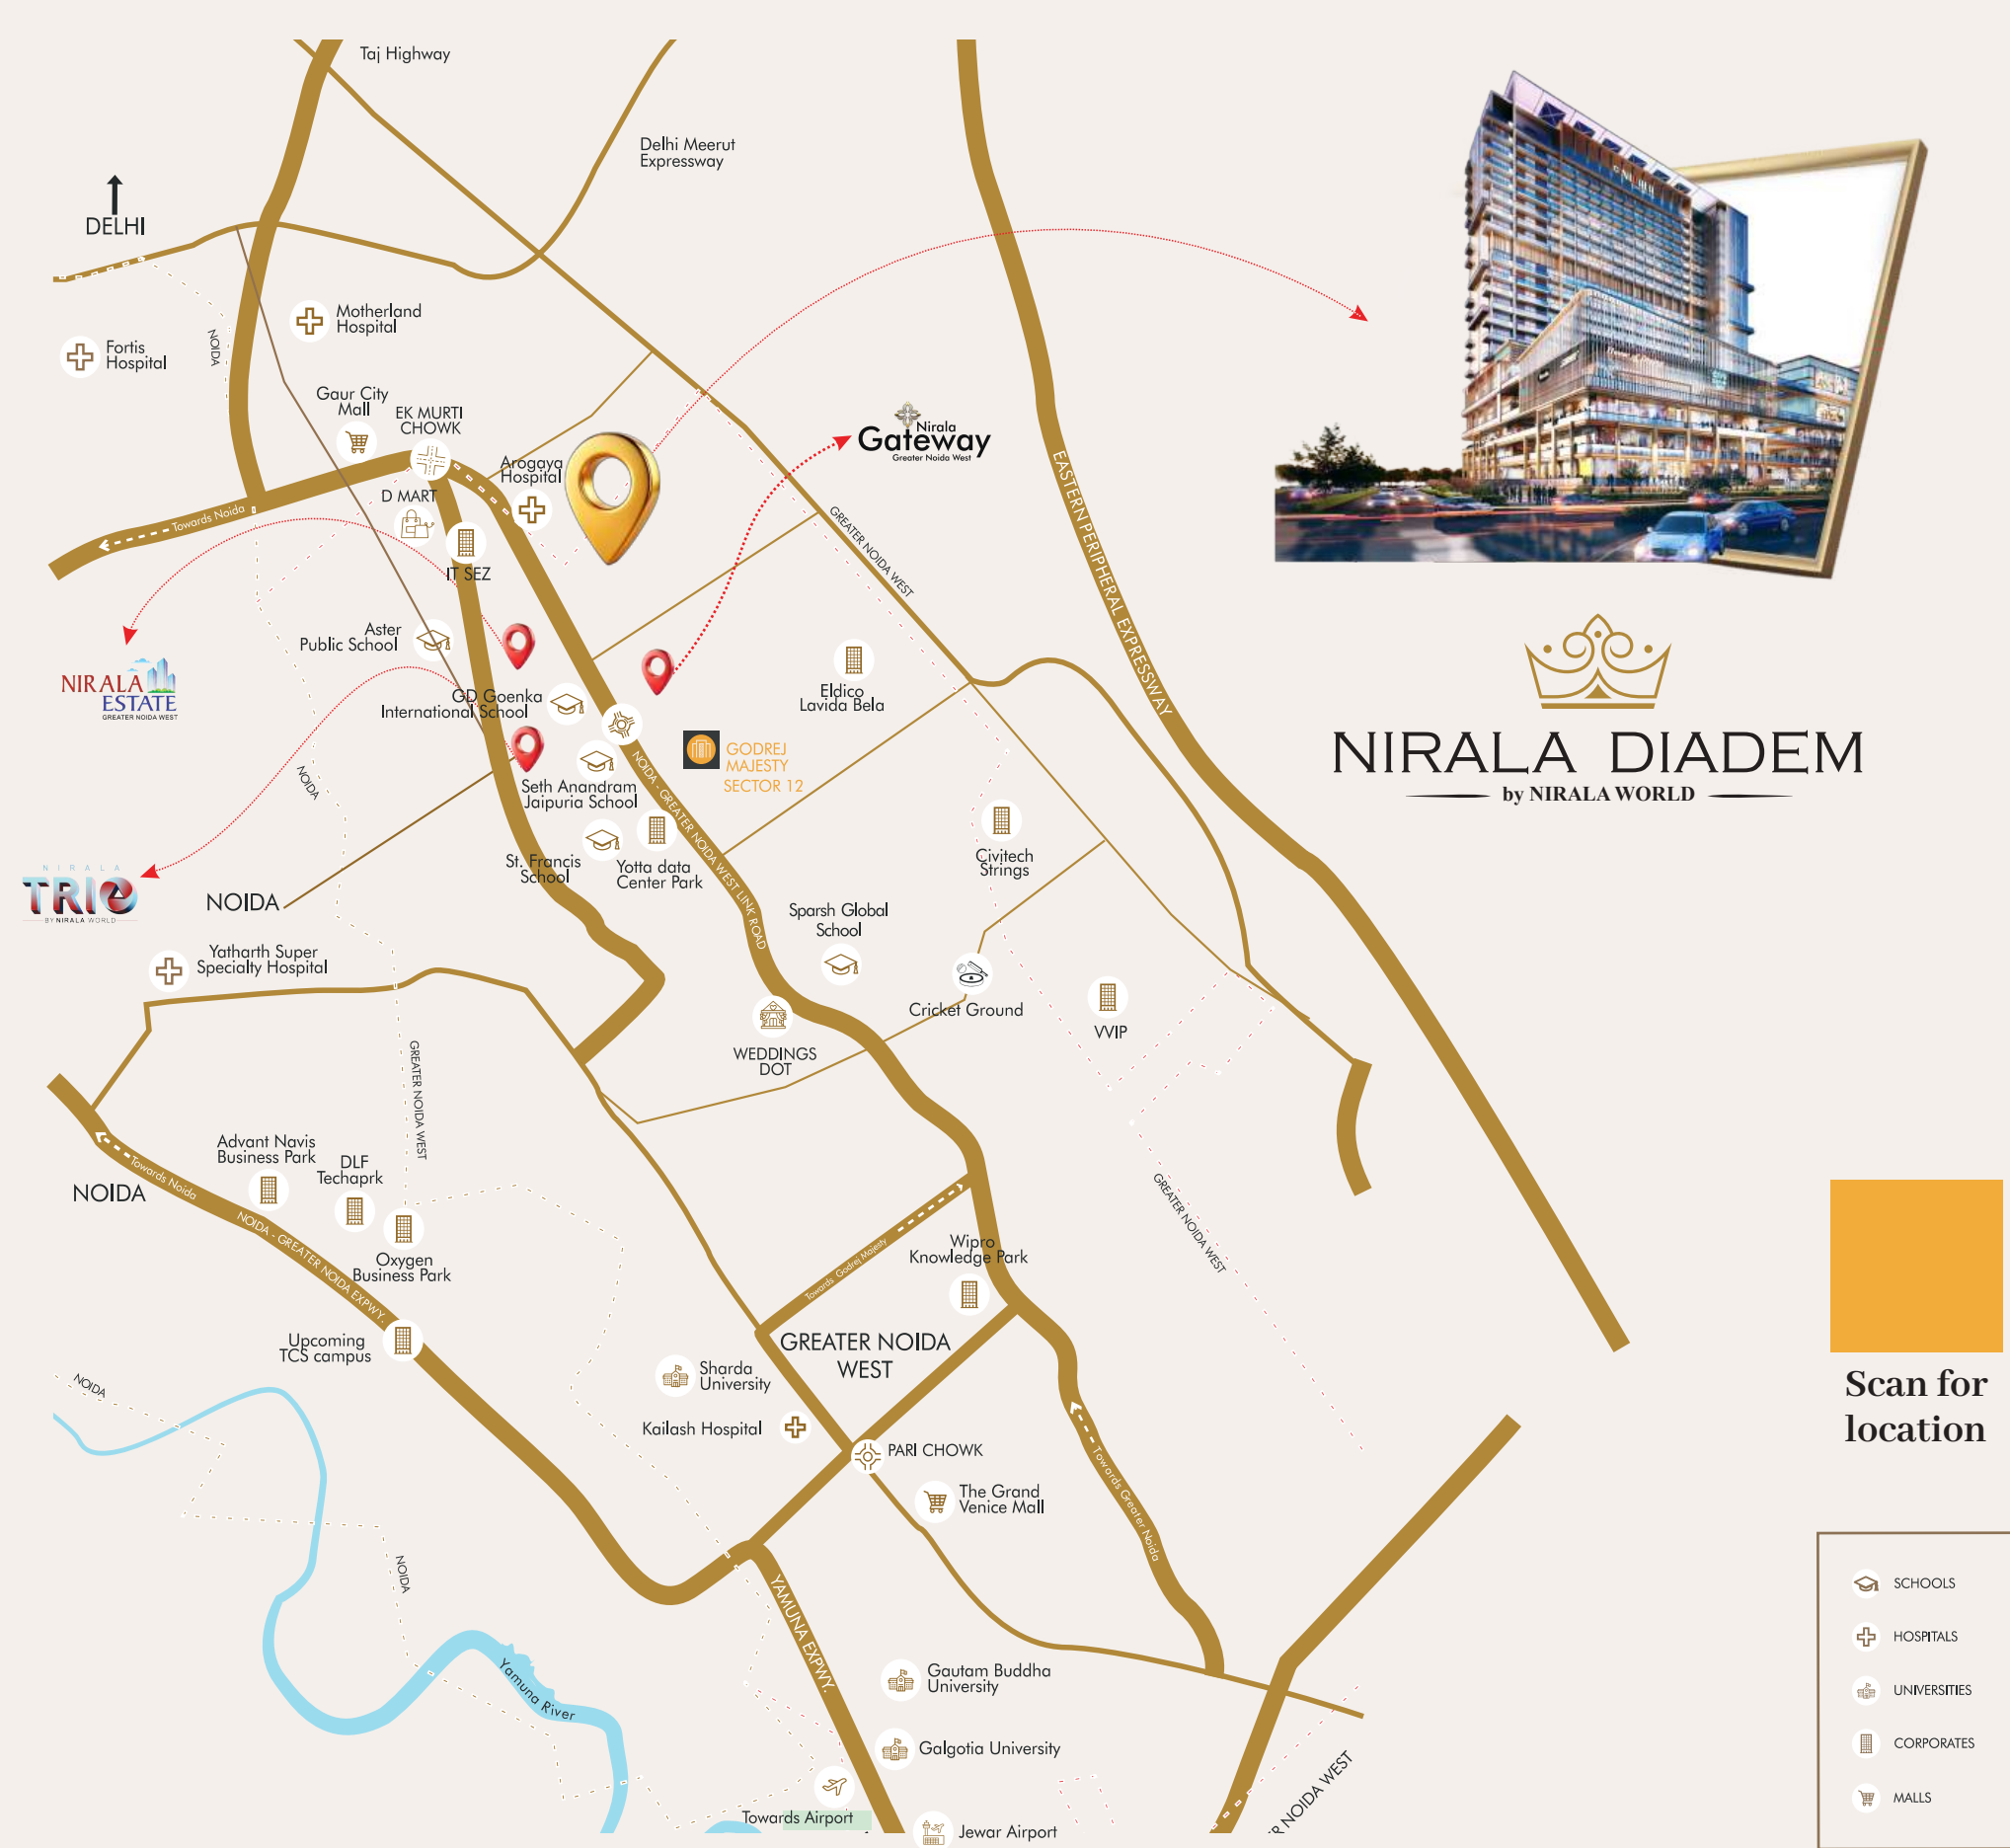 Taj Highway
Delhi Meerut
Expressway
DELHI
Motherland
Hospital
Fortis
Hospital
NOIDA
Gaur City
Mall
EK MURTI
CHOWK
Arogaya
Hospital
D MART
IT SEZ
Towards Noida
Nirala
Gateway
Greater Noida West
GREATER NOIDA WEST
EASTERN PERIPHERAL EXPRESSWAY
Aster
Public School
NIRALA
ESTATE
GREATER NOIDA WEST
GD Goenka
International School
Eldico
Lavida Bela
GODREJ
MAJESTY
SECTOR 12
NOIDA - GREATER NOIDA WEST LINK ROAD
Seth Anandram
Jaipuria School
NOIDA
St. Francis
School
Yotta data
Center Park
Civitech
Strings
NIRALA
TRIO
BY NIRALA WORLD
NOIDA
Sparsh Global
School
Yatharth Super
Specialty Hospital
Cricket Ground
VVIP
WEDDINGS
DOT
GREATER NOIDA WEST
Advant Navis
Business Park
DLF
Techaprk
NOIDA
Towards Noida
NOIDA - GREATER NOIDA EXPWY.
Oxygen
Business Park
GREATER NOIDA WEST
Wipro
Knowledge Park
Towards Godrej Majesty
Upcoming
TCS campus
GREATER NOIDA
WEST
Sharda
University
NOIDA
Kailash Hospital
PARI CHOWK
The Grand
Venice Mall
Towards Greater Noida
NOIDA
YAMUNA EXPWY.
Yamuna River
Gautam Buddha
University
Galgotia University
Towards Airport
Jewar Airport
NOIDA WEST
NIRALA DIADEM
by NIRALA WORLD
Scan for
location
SCHOOLS
HOSPITALS
UNIVERSITIES
CORPORATES
MALLS